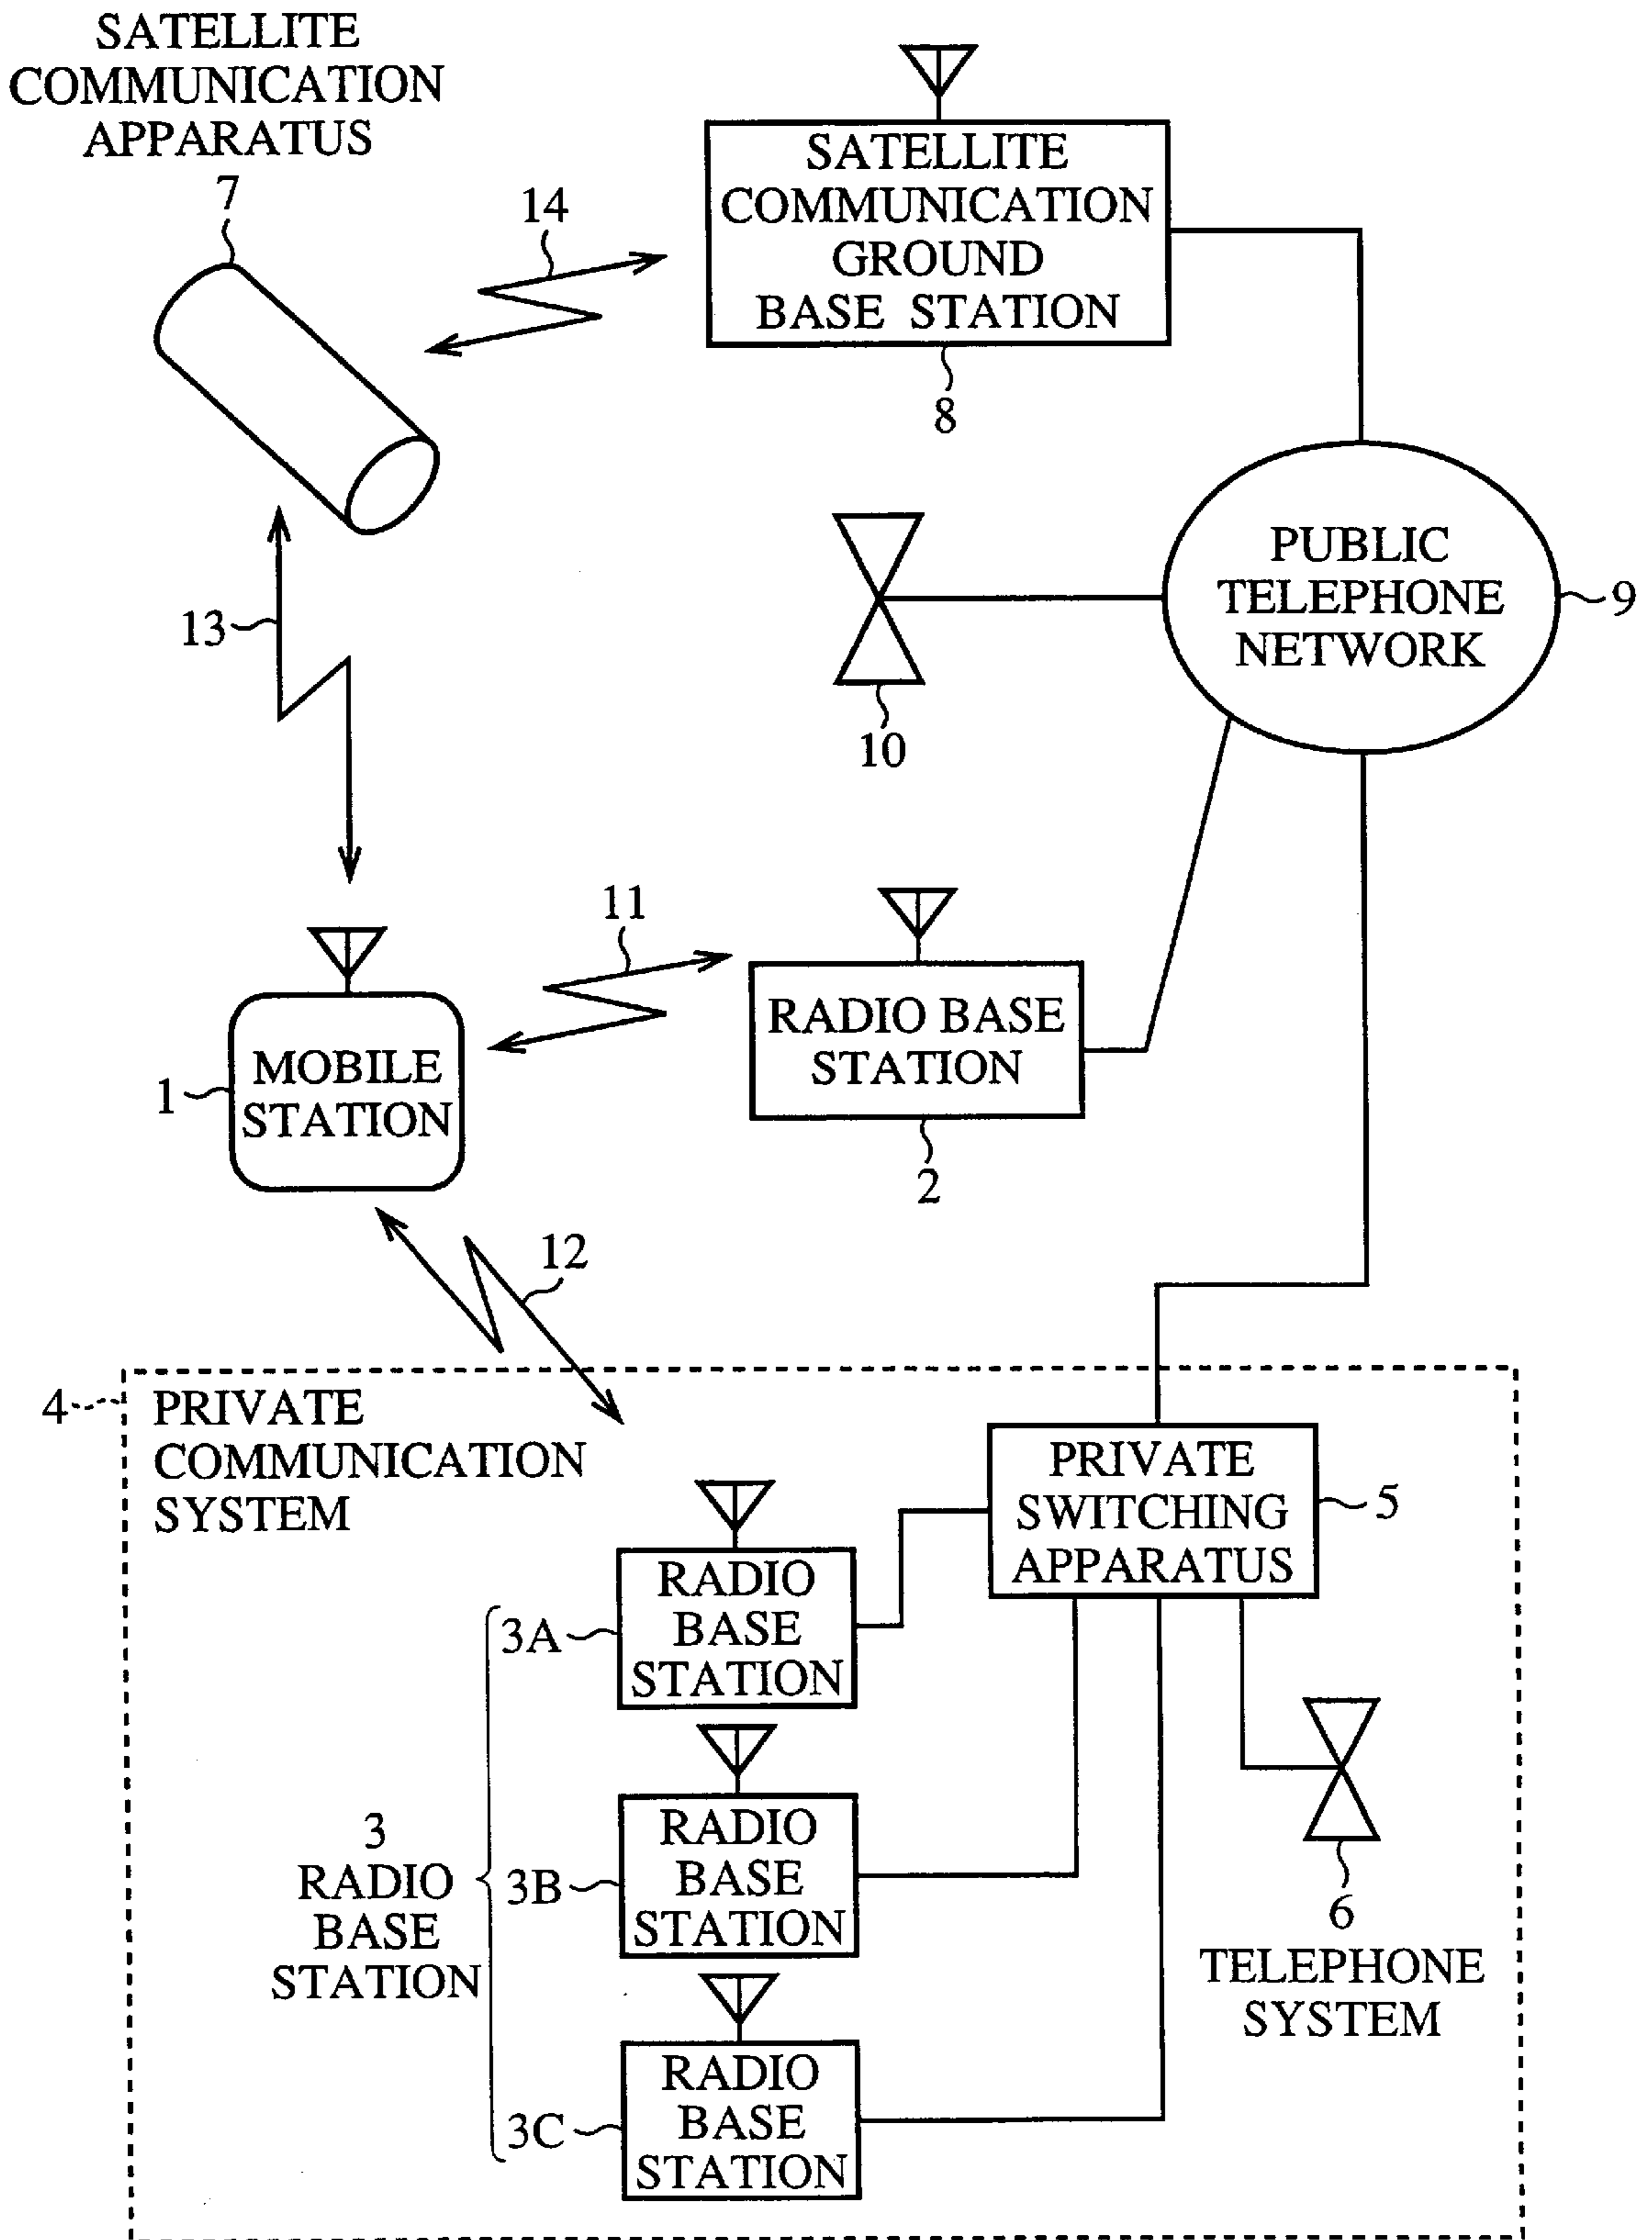 SATELLITE
COMMUNICATION
APPARATUS
7
14
SATELLITE
COMMUNICATION
GROUND
BASE STATION
8
13
PUBLIC
TELEPHONE
NETWORK
9
10
11
RADIO BASE
STATION
2
MOBILE
STATION
1
12
4
PRIVATE
COMMUNICATION
SYSTEM
PRIVATE
SWITCHING
APPARATUS
5
3A
RADIO
BASE
STATION
3
RADIO
BASE
STATION
3B
RADIO
BASE
STATION
6
TELEPHONE
SYSTEM
3C
RADIO
BASE
STATION